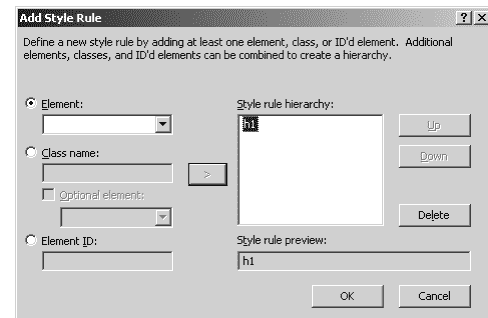 Add Style Rule
Define a new style rule by adding at least one element, class, or ID'd element. Additional
elements, classes, and ID'd elements can be combined to create a hierarchy.
Element:
Style rule hierarchy:
h1
Up
Class name:
Down
>
Optional element:
Delete
Element ID:
Style rule preview:
h1
OK
Cancel